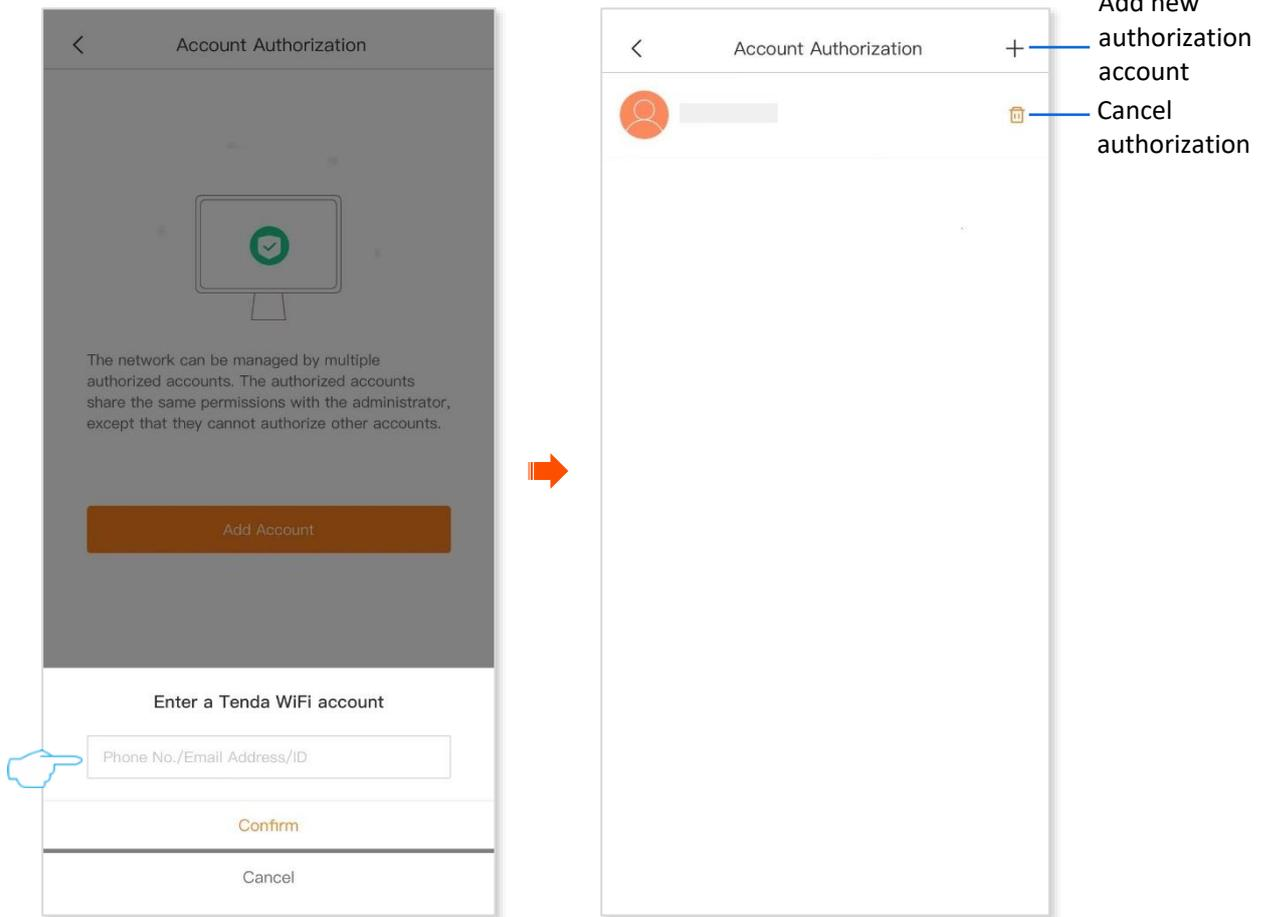 Account Authorization
The network can be managed by multiple
authorized accounts. The authorized accounts
share the same permissions with the administrator,
except that they cannot authorize other accounts.
Add Account
Enter a Tenda WiFi account
Phone No./Email Address/ID
Confirm
Cancel
Account Authorization
Add new
authorization
account
Cancel
authorization